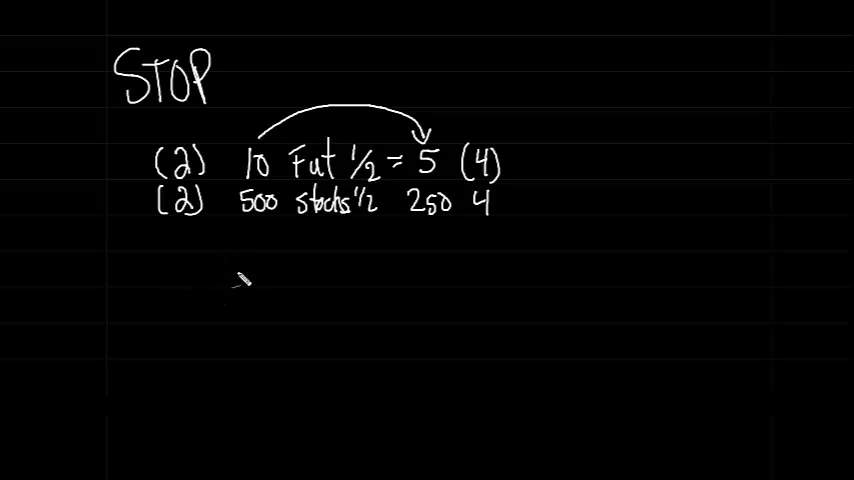 STOP
(2) 10 Fut 1/2 = 5 (4)
(2) 500 stocks 1/2 250 4